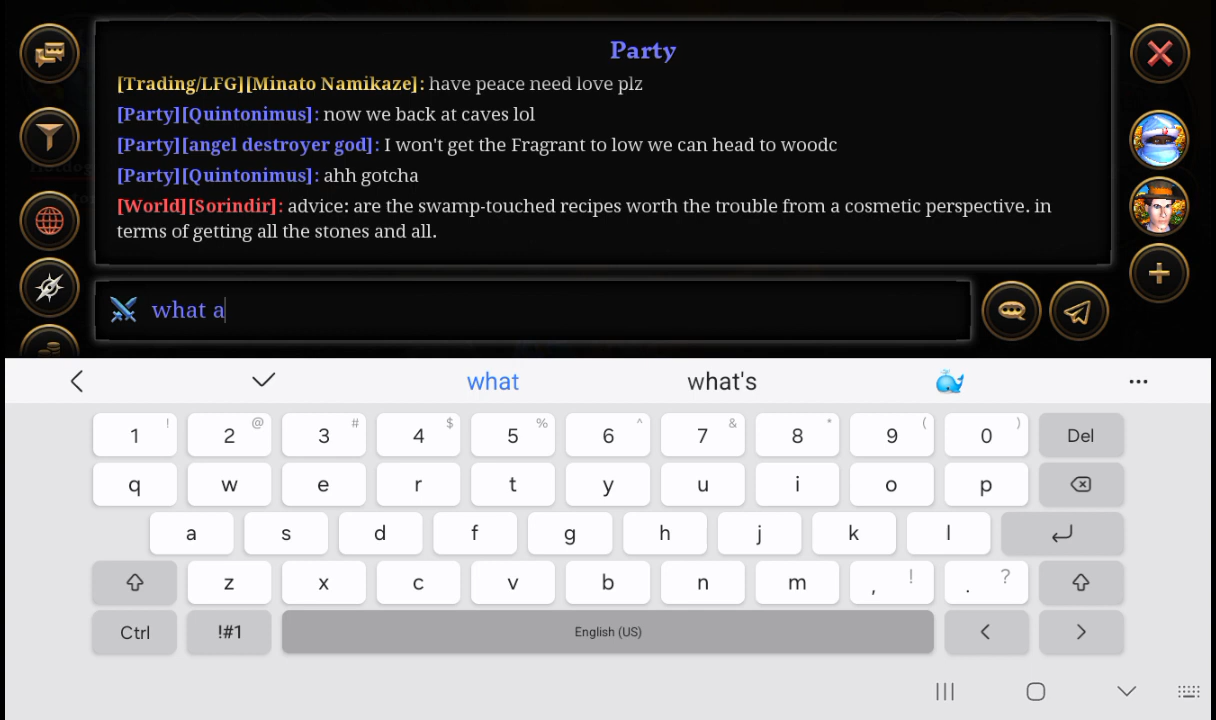 Party
[Trading/LFG][Minato Namikaze]: have peace need love plz
[Party][Quintonimus]: now we back at caves lol
[Party][angel destroyer god]: I won't get the Fragrant to low we can head to woodc
[Party][Quintonimus]: ahh gotcha
[World][Sorindir]: advice: are the swamp-touched recipes worth the trouble from a cosmetic perspective. in
terms of getting all the stones and all.
what a
what what's
1 ! 2 @ 3 # 4 $ 5 % 6 ^ 7 & 8 * 9 ( 0 ) Del
q w e r t y u i o p
a s d f g h j k l
z x c v b n m , ! . ?
Ctrl !#1 English (US) < >